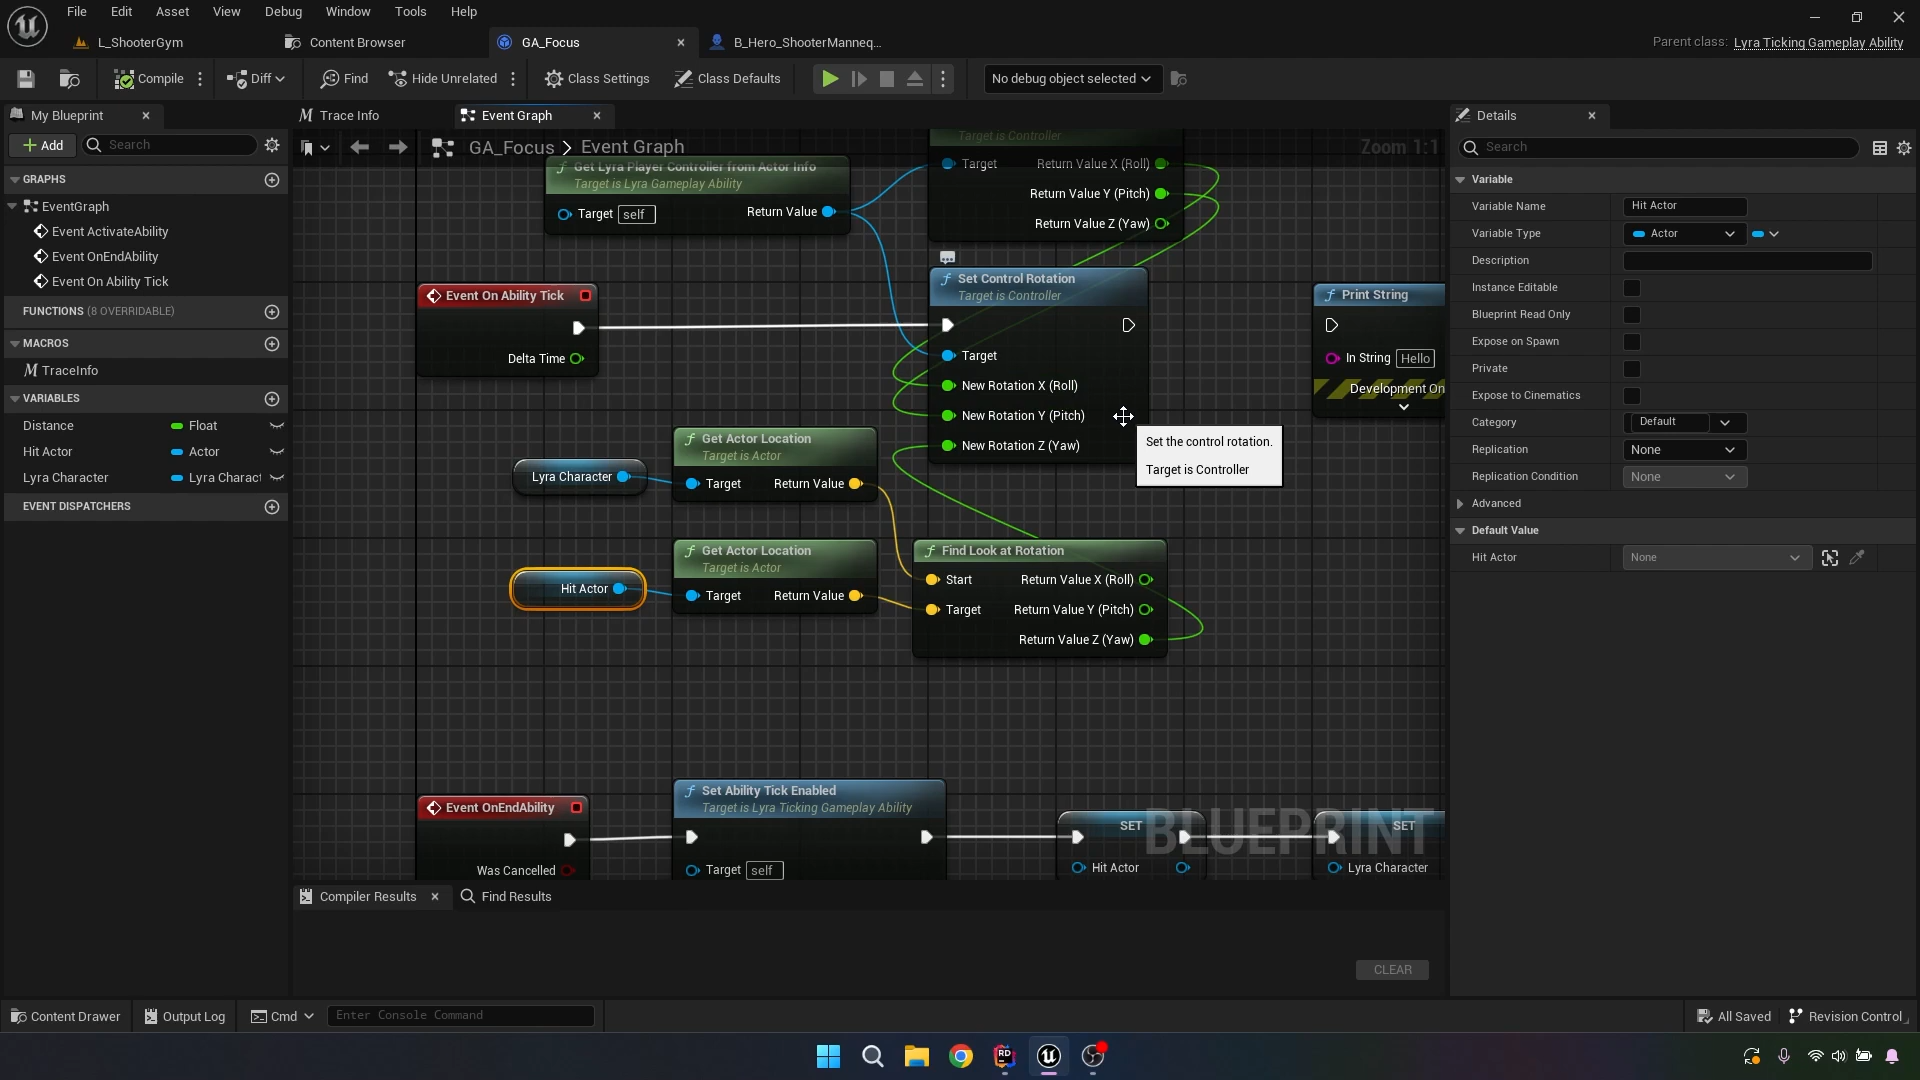 File Edit Asset View Debug Window Tools Help
L_ShooterGym
Content Browser
GA_Focus
B_Hero_ShooterManneq...
Parent class: Lyra Ticking Gameplay Ability
Compile
Diff
Find
Hide Unrelated
Class Settings
Class Defaults
No debug object selected
My Blueprint
Add
Search
GRAPHS
EventGraph
Event ActivateAbility
Event OnEndAbility
Event On Ability Tick
FUNCTIONS (8 OVERRIDABLE)
MACROS
TraceInfo
VARIABLES
Distance Float
Hit Actor Actor
Lyra Character Lyra Charact
EVENT DISPATCHERS
Trace Info
Event Graph
GA_Focus > Event Graph
Zoom 1:1
Get Lyra Player Controller from Actor Info
Target is Lyra Gameplay Ability
Target self Return Value
Target is Controller
Target Return Value X (Roll)
Return Value Y (Pitch)
Return Value Z (Yaw)
Event On Ability Tick
Delta Time
Set Control Rotation
Target is Controller
Target
New Rotation X (Roll)
New Rotation Y (Pitch)
New Rotation Z (Yaw)
Set the control rotation.
Target is Controller
Print String
In String Hello
Development On
Lyra Character
Get Actor Location
Target is Actor
Target Return Value
Hit Actor
Get Actor Location
Target is Actor
Target Return Value
Find Look at Rotation
Start Return Value X (Roll)
Target Return Value Y (Pitch)
Return Value Z (Yaw)
Event OnEndAbility
Was Cancelled
Set Ability Tick Enabled
Target is Lyra Ticking Gameplay Ability
Target self
SET
Hit Actor
SET
Lyra Character
BLUEPRINT
Compiler Results
Find Results
CLEAR
Details
Search
Variable
Variable Name Hit Actor
Variable Type Actor
Description
Instance Editable
Blueprint Read Only
Expose on Spawn
Private
Expose to Cinematics
Category Default
Replication None
Replication Condition None
Advanced
Default Value
Hit Actor None
Content Drawer
Output Log
Cmd
Enter Console Command
All Saved
Revision Control
RD